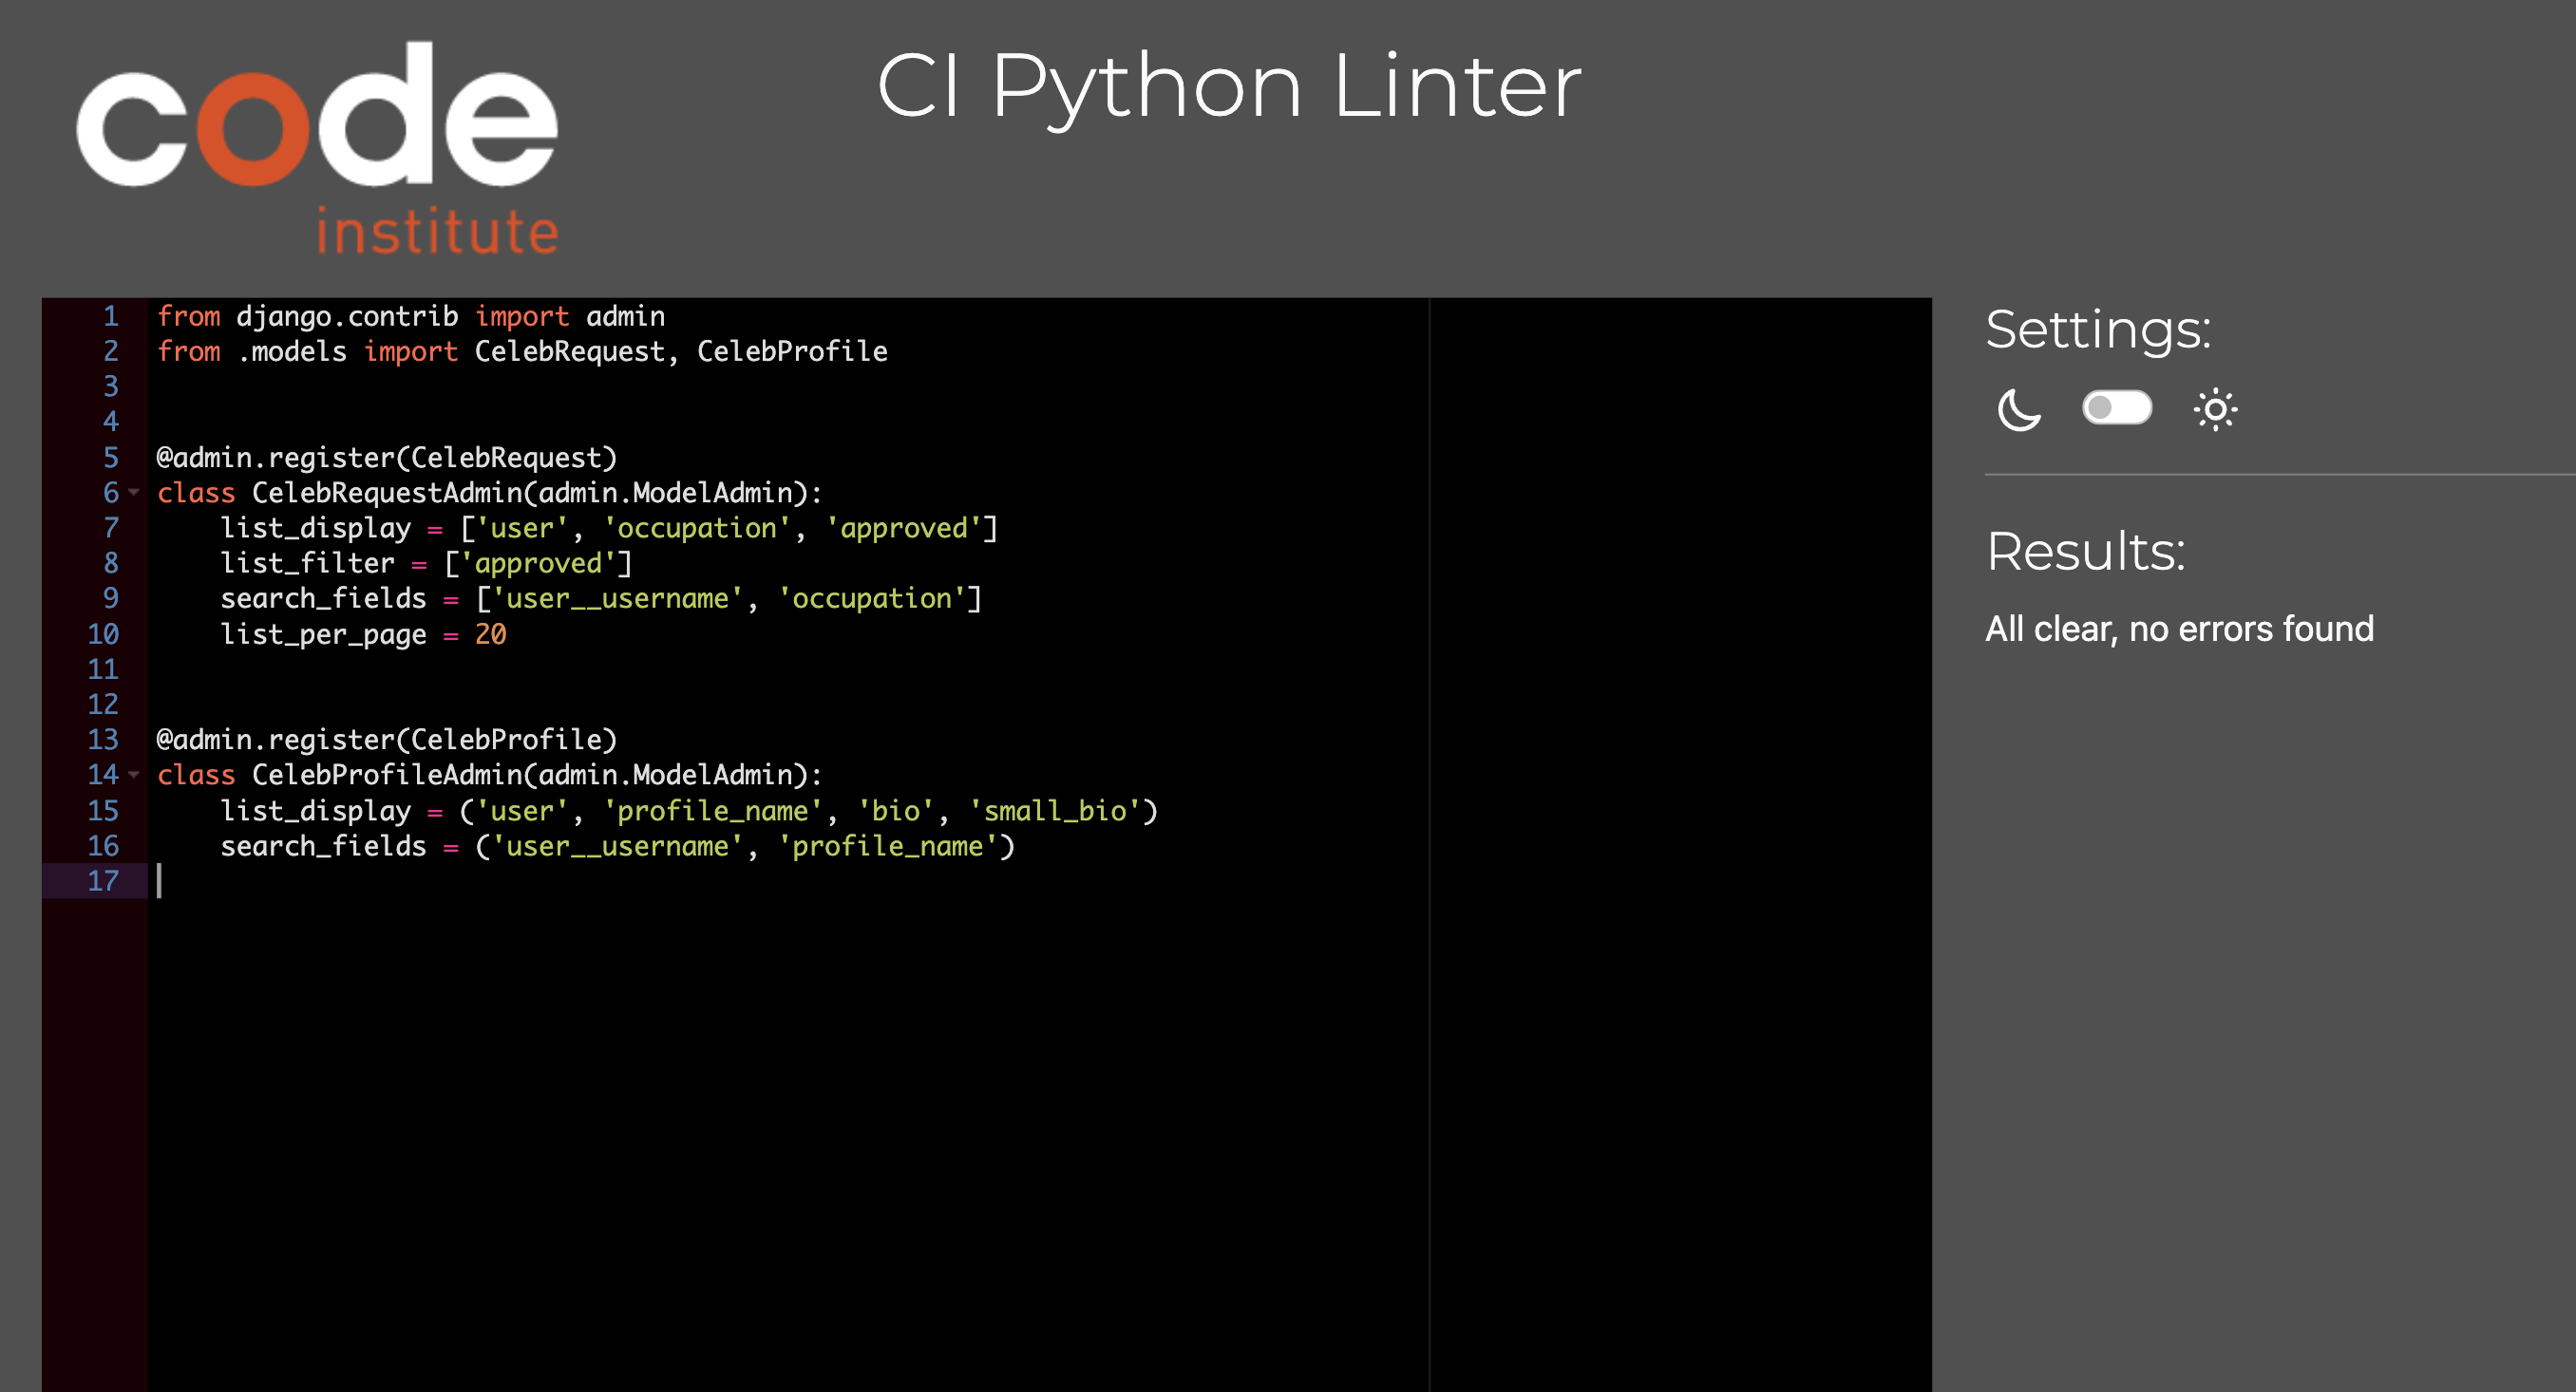 code
institute
CI Python Linter
1 from django.contrib import admin
2 from .models import CelebRequest, CelebProfile
3
4
5 @admin.register(CelebRequest)
6 class CelebRequestAdmin(admin.ModelAdmin):
7     list_display = ['user', 'occupation', 'approved']
8     list_filter = ['approved']
9     search_fields = ['user__username', 'occupation']
10     list_per_page = 20
11
12
13 @admin.register(CelebProfile)
14 class CelebProfileAdmin(admin.ModelAdmin):
15     list_display = ('user', 'profile_name', 'bio', 'small_bio')
16     search_fields = ('user__username', 'profile_name')
17
Settings:
Results:
All clear, no errors found